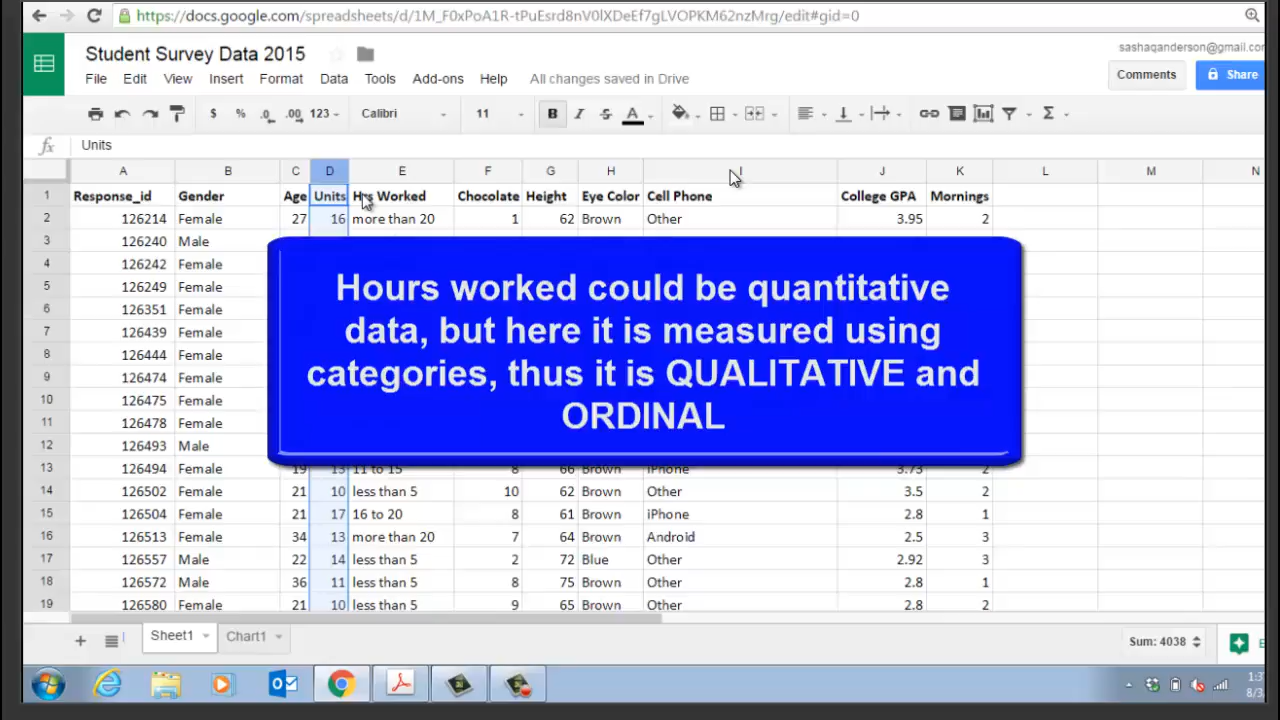 https://docs.google.com/spreadsheets/d/1M_F0xPoA1R-tPuEsrd8nV0lXDeEf7gLVOPKM62nzMrg/edit#gid=0
Student Survey Data 2015
sashaqanderson@gmail.com
File Edit View Insert Format Data Tools Add-ons Help All changes saved in Drive
Comments Share
$ % .0 .00 123 Calibri 11 B I S A Σ
fx Units
A B C D E F G H I J K L M N
1 Response_id Gender Age Units Hrs Worked Chocolate Height Eye Color Cell Phone College GPA Mornings
2 126214 Female 27 16 more than 20 1 62 Brown Other 3.95 2
3 126240 Male
4 126242 Female
5 126249 Female
6 126351 Female
7 126439 Female
8 126444 Female
9 126474 Female
10 126475 Female
11 126478 Female
12 126493 Male
Hours worked could be quantitative
data, but here it is measured using
categories, thus it is QUALITATIVE and
ORDINAL
13 126494 Female 19 13 11 to 15 8 66 Brown iPhone 3.73 2
14 126502 Female 21 10 less than 5 10 62 Brown Other 3.5 2
15 126504 Female 21 17 16 to 20 8 61 Brown iPhone 2.8 1
16 126513 Female 34 13 more than 20 7 64 Brown Android 2.5 3
17 126557 Male 22 14 less than 5 2 72 Blue Other 2.92 3
18 126572 Male 36 11 less than 5 8 75 Brown Other 2.8 1
19 126580 Female 21 10 less than 5 9 65 Brown Other 2.8 2
+ Sheet1 Chart1 Sum: 4038